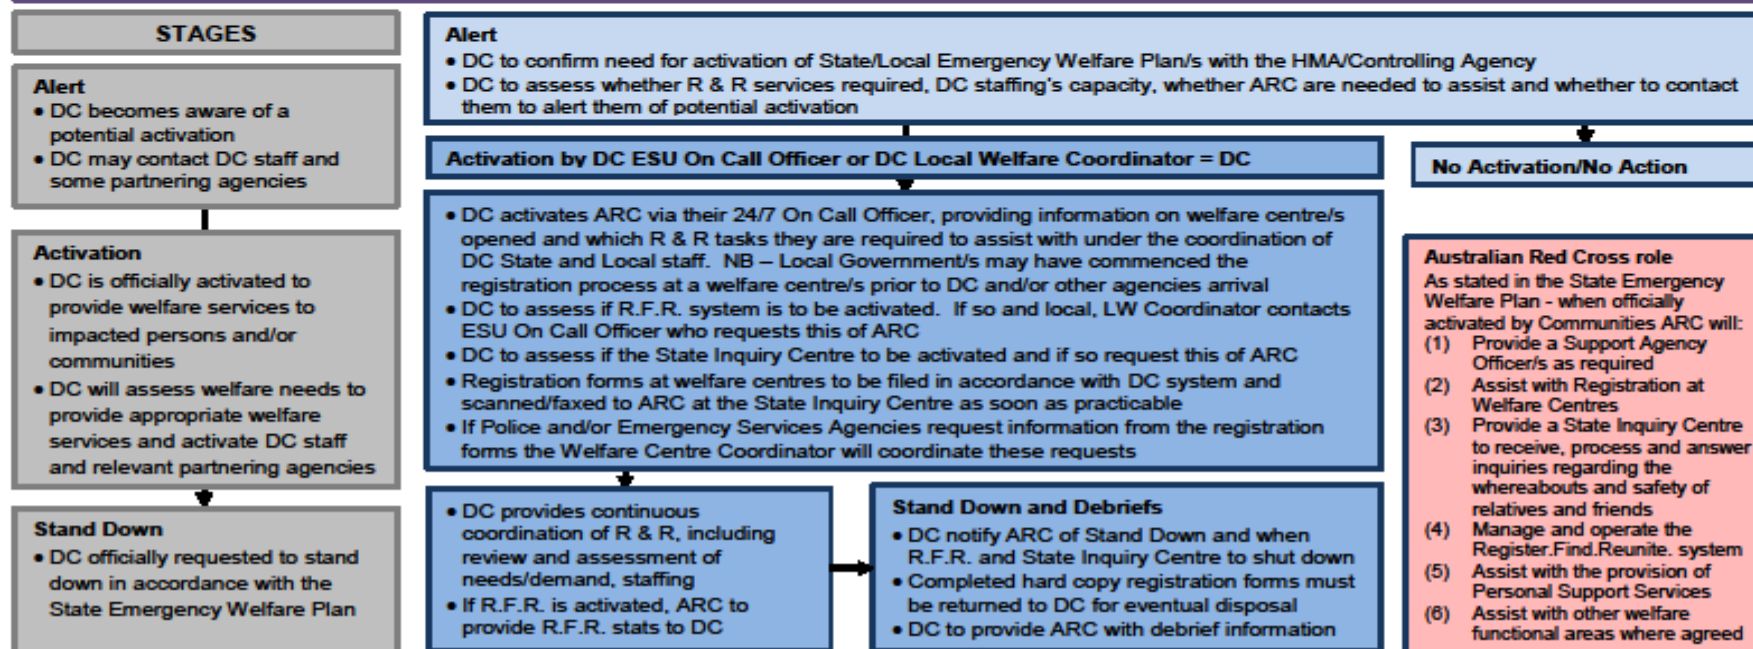 STAGES
Alert
• DC becomes aware of a
potential activation
• DC may contact DC staff and
some partnering agencies
Activation
• DC is officially activated to
provide welfare services to
impacted persons and/or
communities
• DC will assess welfare needs to
provide appropriate welfare
services and activate DC staff
and relevant partnering agencies
Stand Down
• DC officially requested to stand
down in accordance with the
State Emergency Welfare Plan
Alert
• DC to confirm need for activation of State/Local Emergency Welfare Plan/s with the HMA/Controlling Agency
• DC to assess whether R & R services required, DC staffing's capacity, whether ARC are needed to assist and whether to contact
them to alert them of potential activation
Activation by DC ESU On Call Officer or DC Local Welfare Coordinator = DC
No Activation/No Action
• DC activates ARC via their 24/7 On Call Officer, providing information on welfare centre/s
opened and which R & R tasks they are required to assist with under the coordination of
DC State and Local staff. NB – Local Government/s may have commenced the
registration process at a welfare centre/s prior to DC and/or other agencies arrival
• DC to assess if R.F.R. system is to be activated. If so and local, LW Coordinator contacts
ESU On Call Officer who requests this of ARC
• DC to assess if the State Inquiry Centre to be activated and if so request this of ARC
• Registration forms at welfare centres to be filed in accordance with DC system and
scanned/faxed to ARC at the State Inquiry Centre as soon as practicable
• If Police and/or Emergency Services Agencies request information from the registration
forms the Welfare Centre Coordinator will coordinate these requests
• DC provides continuous
coordination of R & R, including
review and assessment of
needs/demand, staffing
• If R.F.R. is activated, ARC to
provide R.F.R. stats to DC
Stand Down and Debriefs
• DC notify ARC of Stand Down and when
R.F.R. and State Inquiry Centre to shut down
• Completed hard copy registration forms must
be returned to DC for eventual disposal
• DC to provide ARC with debrief information
Australian Red Cross role
As stated in the State Emergency
Welfare Plan - when officially
activated by Communities ARC will:
(1) Provide a Support Agency
Officer/s as required
(2) Assist with Registration at
Welfare Centres
(3) Provide a State Inquiry Centre
to receive, process and answer
inquiries regarding the
whereabouts and safety of
relatives and friends
(4) Manage and operate the
Register.Find.Reunite. system
(5) Assist with the provision of
Personal Support Services
(6) Assist with other welfare
functional areas where agreed